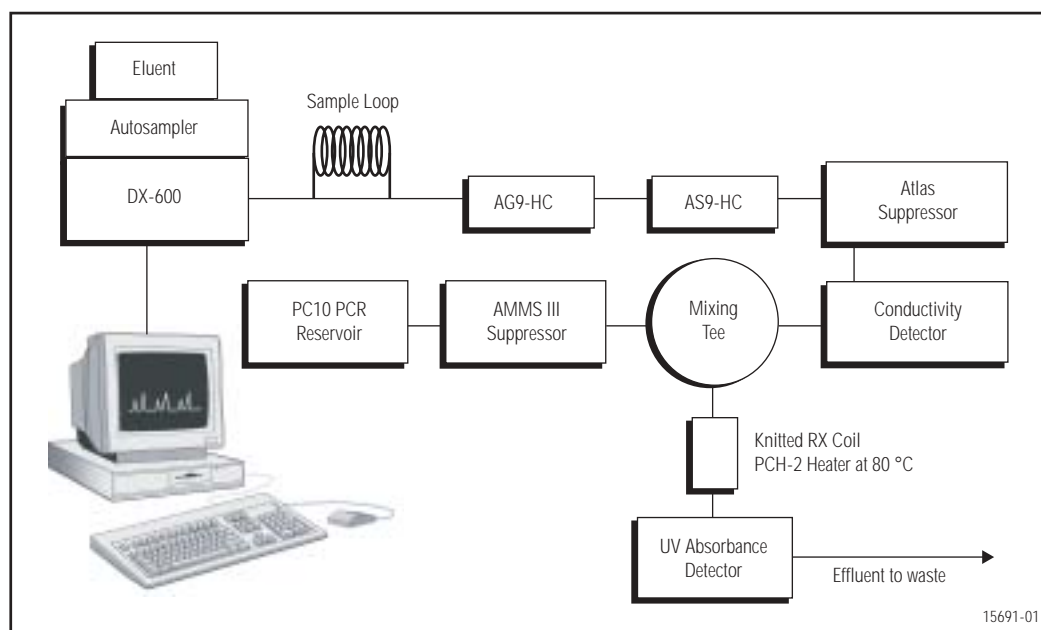 Eluent
Autosampler
DX-600
Sample Loop
AG9-HC
AS9-HC
Atlas
Suppressor
PC10 PCR
Reservoir
AMMS III
Suppressor
Mixing
Tee
Conductivity
Detector
Knitted RX Coil
PCH-2 Heater at 80 °C
UV Absorbance
Detector
Effluent to waste
15691-01